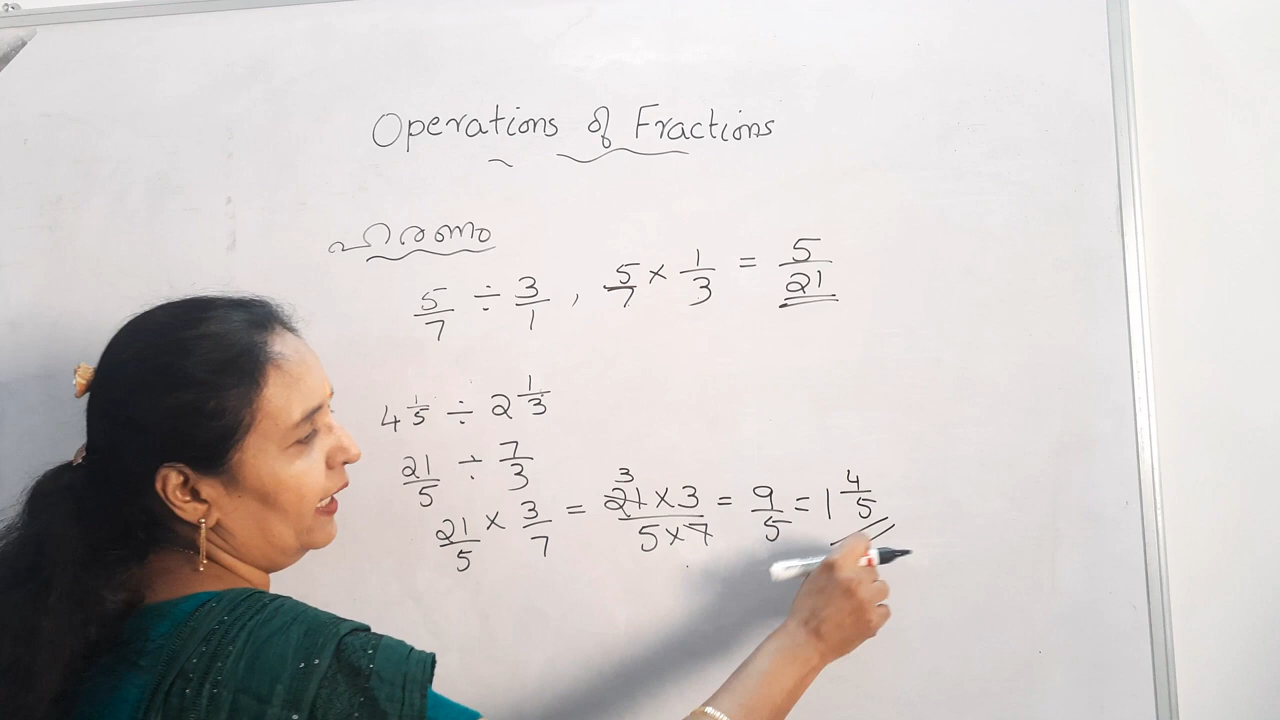 Operations of Fractions
ഹരണം
5/7 ÷ 3/1 , 5/7 × 1/3 = 5/21
4 1/5 ÷ 2 1/3
21/5 ÷ 7/3
21/5 × 3/7 = 3 21×3/5×7 = 9/5 = 1 4/5